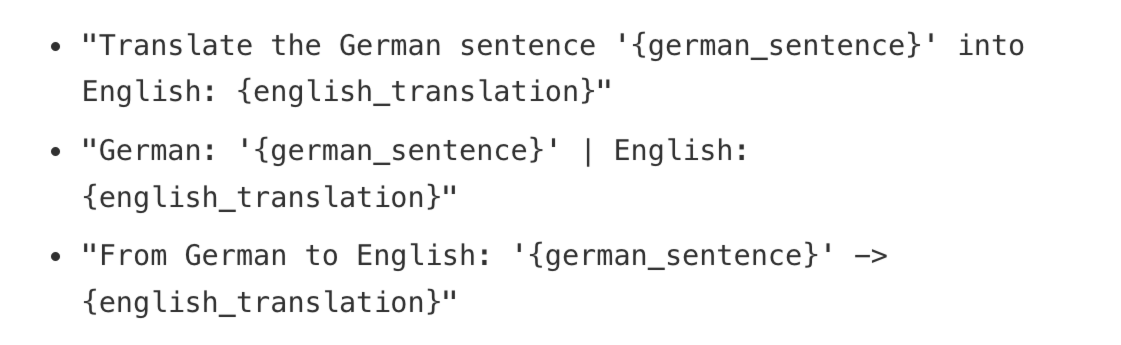 • "Translate the German sentence '{german_sentence}' into
English: {english_translation}"
• "German: '{german_sentence}' | English:
{english_translation}"
• "From German to English: '{german_sentence}' ->
{english_translation}"